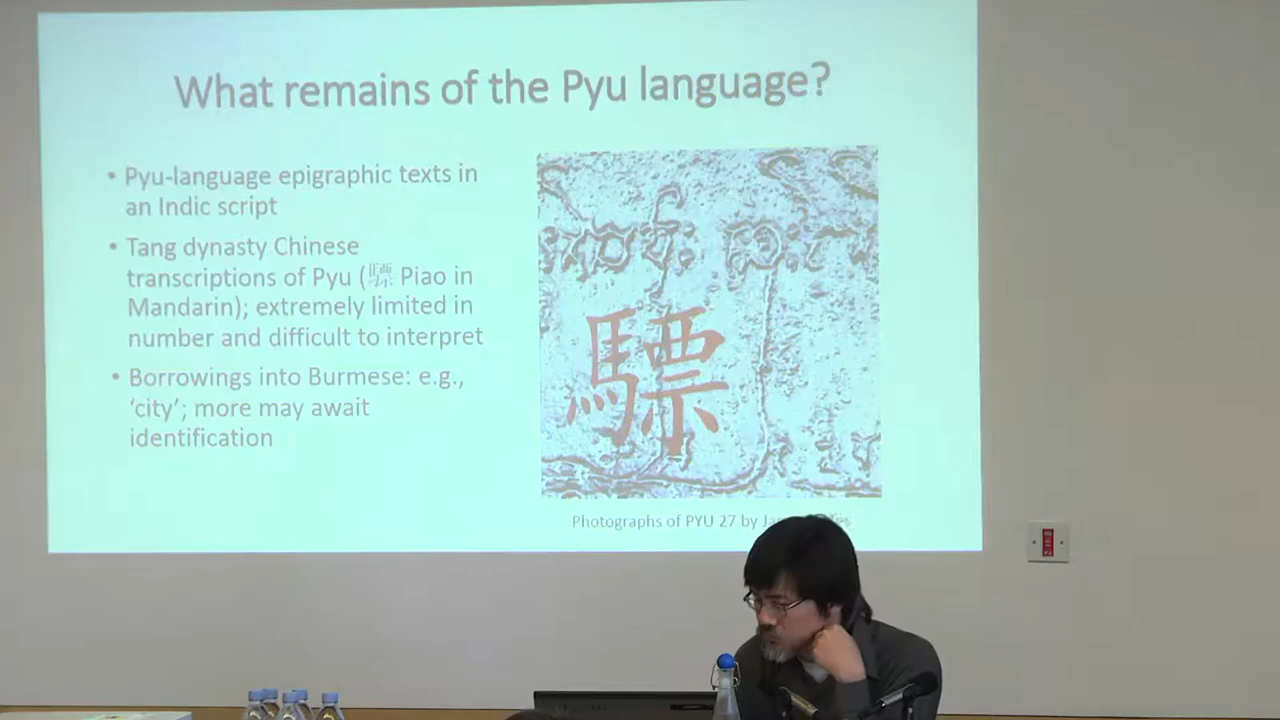 What remains of the Pyu language?
• Pyu-language epigraphic texts in
an Indic script
• Tang dynasty Chinese
transcriptions of Pyu (驃 Piao in
Mandarin); extremely limited in
number and difficult to interpret
• Borrowings into Burmese: e.g.,
‘city’; more may await
identification
驃
Photographs of PYU 27 by